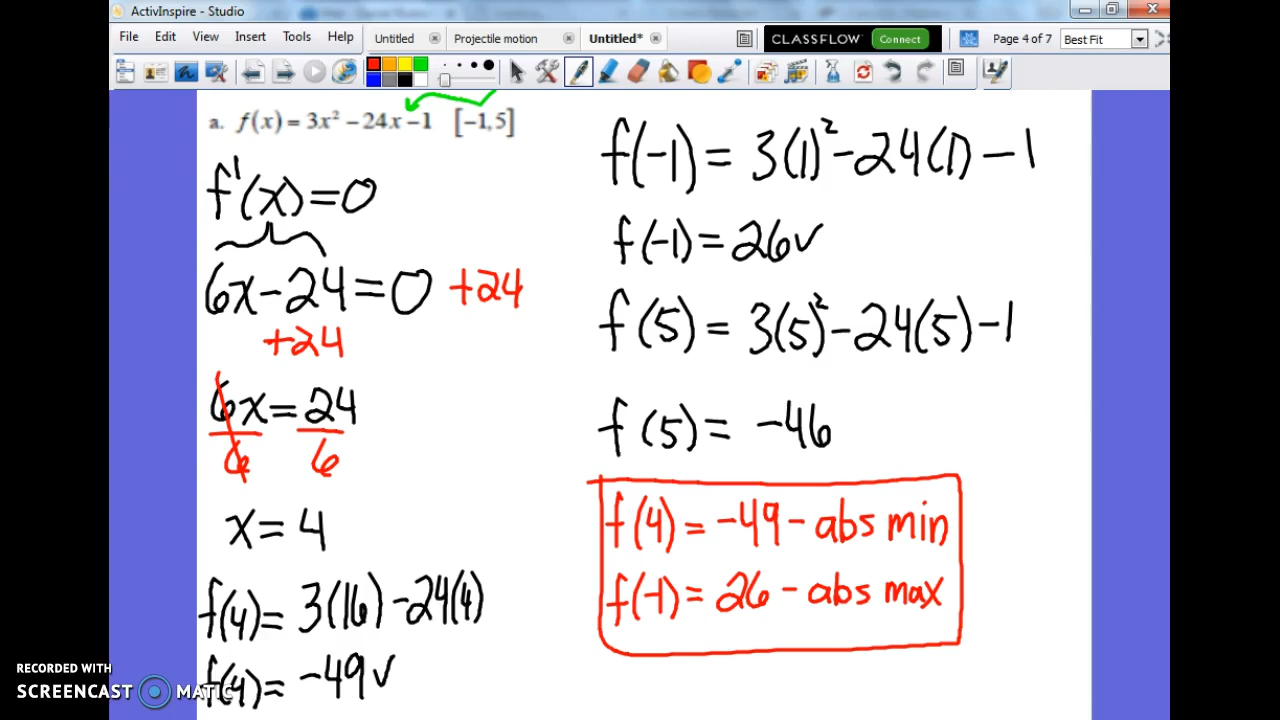 ActivInspire - Studio
File Edit View Insert Tools Help Untitled Projectile motion Untitled* CLASSFLOW Connect Page 4 of 7 Best Fit
a. f(x) = 3x² − 24x − 1 [−1, 5]
f'(x) = 0
6x − 24 = 0 +24
+24
6x = 24
6 6
x = 4
f(4) = 3(16) − 24(4)
f(4) = −49 ✓
f(−1) = 3(1)² − 24(1) − 1
f(−1) = 26 ✓
f(5) = 3(5)² − 24(5) − 1
f(5) = −46
f(4) = −49 − abs min
f(−1) = 26 − abs max
RECORDED WITH
SCREENCAST MATIC